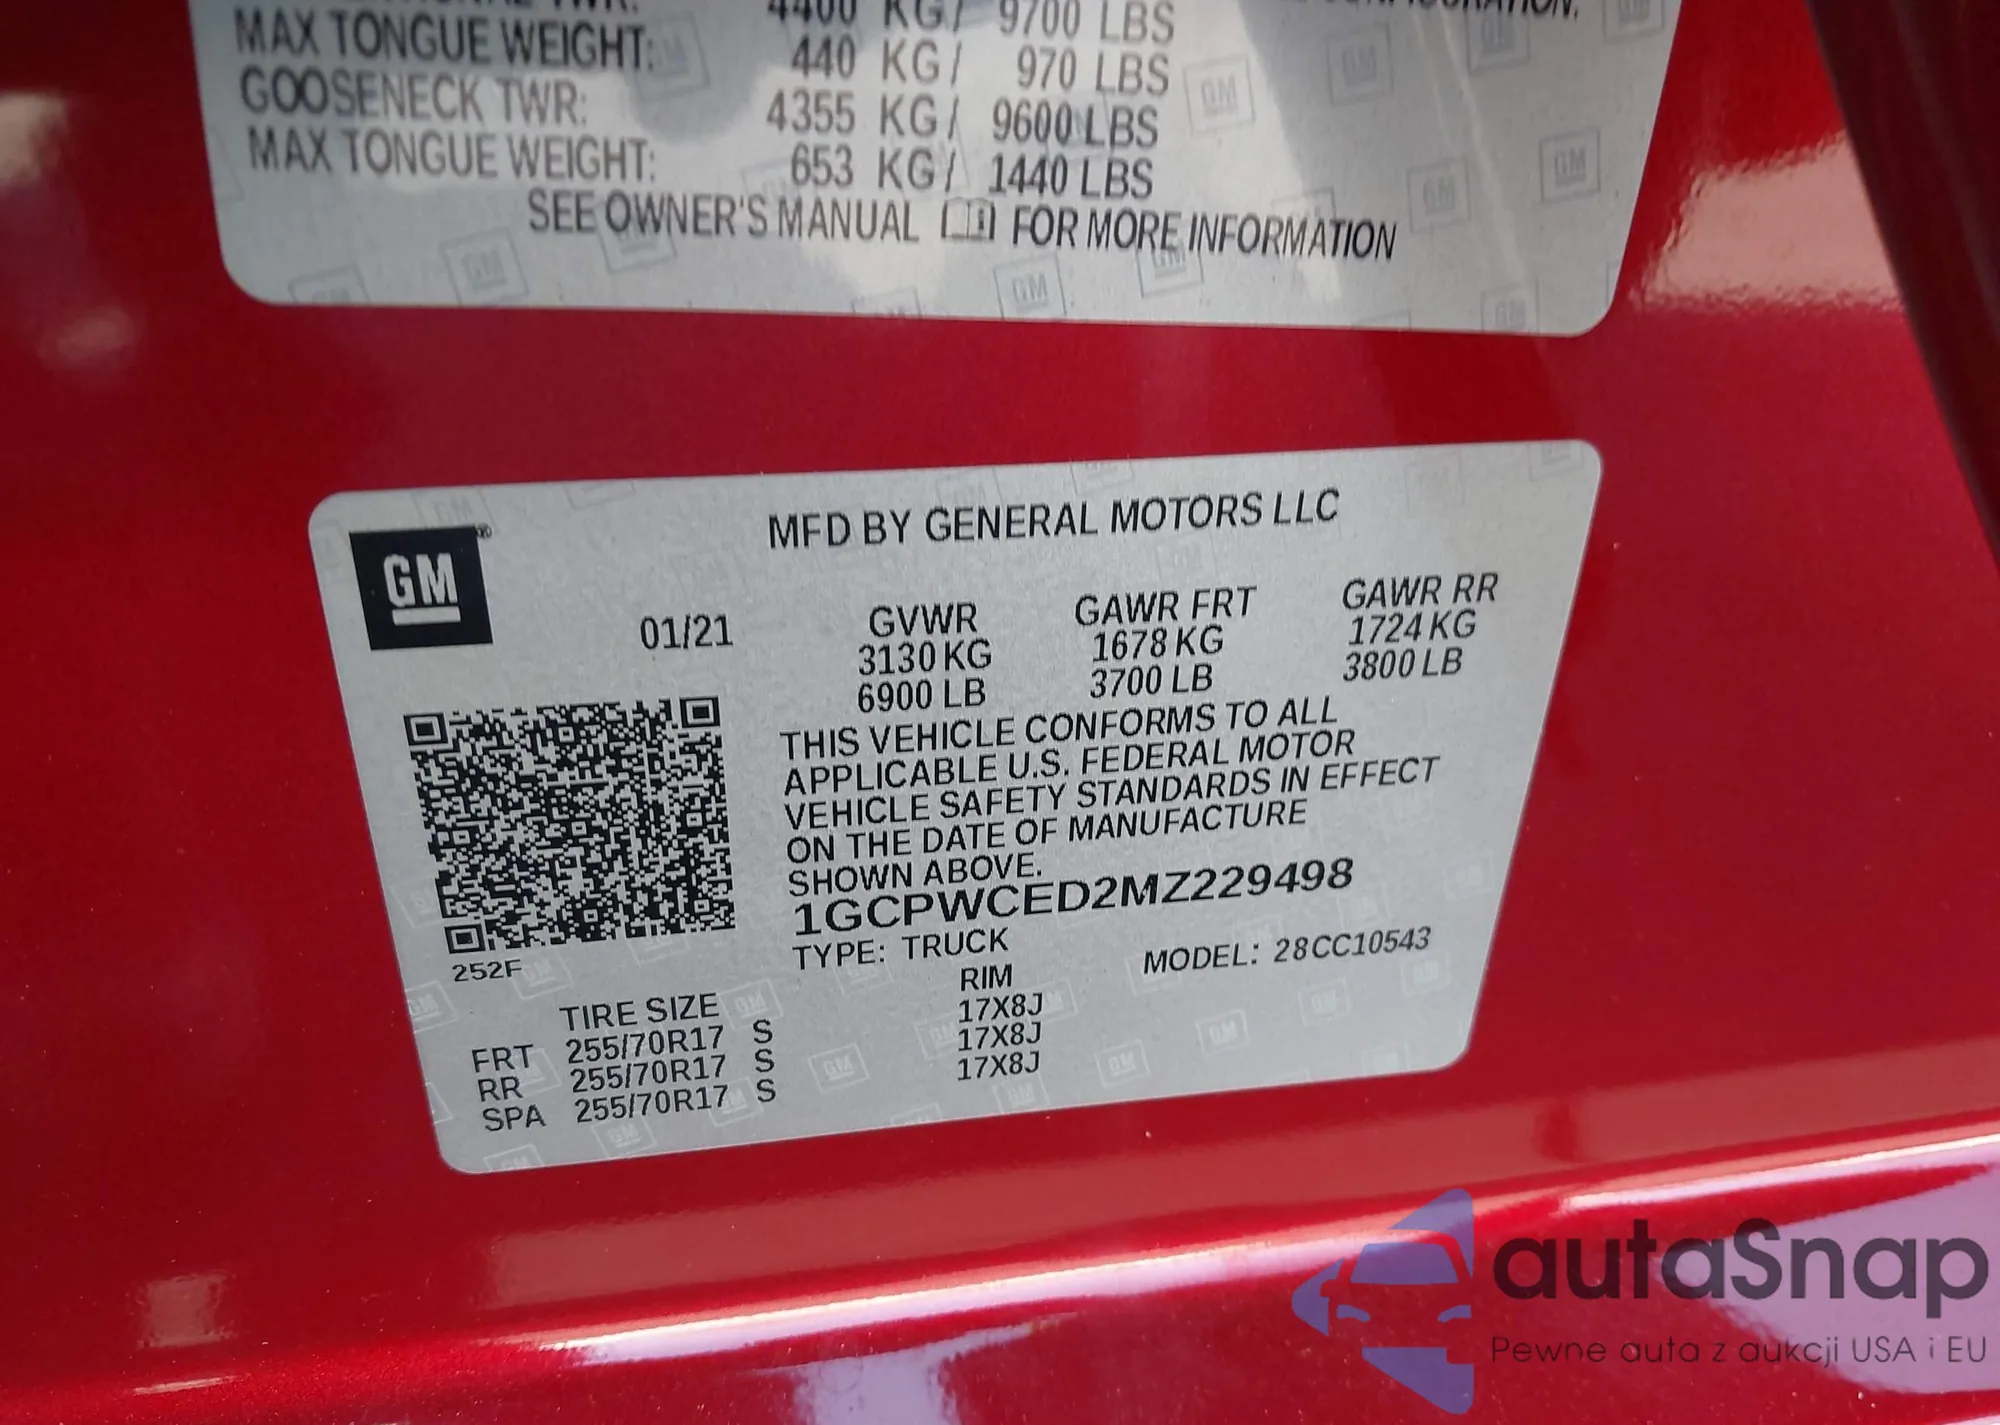 4400 KG/ 9700 LBS
MAX TONGUE WEIGHT: 440 KG/ 970 LBS
GOOSENECK TWR: 4355 KG/ 9600 LBS
MAX TONGUE WEIGHT: 653 KG/ 1440 LBS
SEE OWNER'S MANUAL FOR MORE INFORMATION
GM®
MFD BY GENERAL MOTORS LLC
01/21
GVWR GAWR FRT GAWR RR
3130 KG 1678 KG 1724 KG
6900 LB 3700 LB 3800 LB
THIS VEHICLE CONFORMS TO ALL
APPLICABLE U.S. FEDERAL MOTOR
VEHICLE SAFETY STANDARDS IN EFFECT
ON THE DATE OF MANUFACTURE
SHOWN ABOVE.
1GCPWCED2MZ229498
TYPE: TRUCK MODEL: 28CC10543
252F
TIRE SIZE RIM
FRT 255/70R17 S 17X8J
RR 255/70R17 S 17X8J
SPA 255/70R17 S 17X8J
autaSnap
Pewne auta z aukcji USA i EU